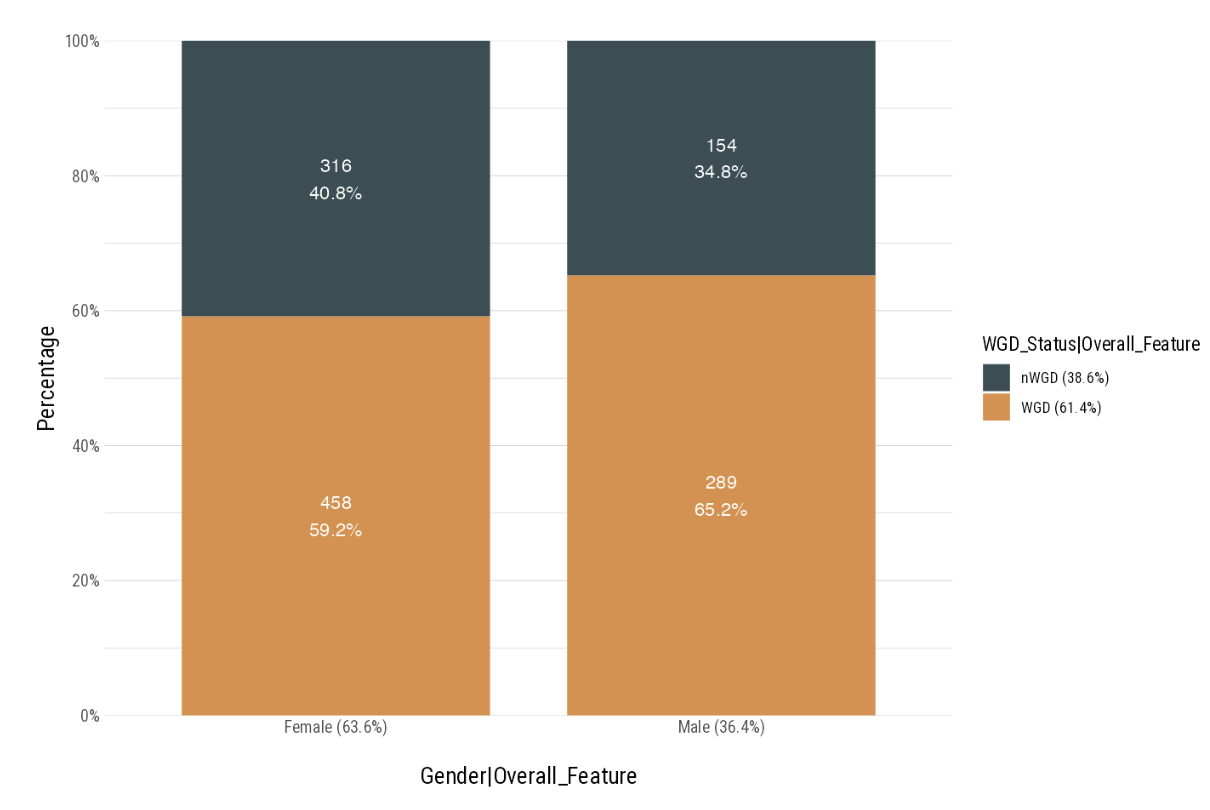 100%
80%
60%
40%
20%
0%
Percentage
316
40.8%
154
34.8%
458
59.2%
289
65.2%
Female (63.6%)
Male (36.4%)
Gender|Overall_Feature
WGD_Status|Overall_Feature
nWGD (38.6%)
WGD (61.4%)